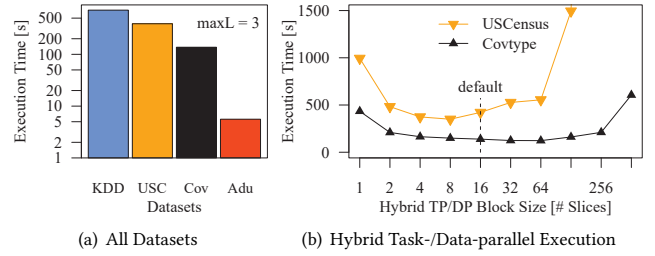 Execution Time [s]
500
200
100
50
20
10
5
2
1
maxL = 3
KDD USC Cov Adu
Datasets
(a) All Datasets
Execution Time [s]
1500
1000
500
0
USCensus
Covtype
default
1 2 4 8 16 32 64 256
Hybrid TP/DP Block Size [# Slices]
(b) Hybrid Task-/Data-parallel Execution